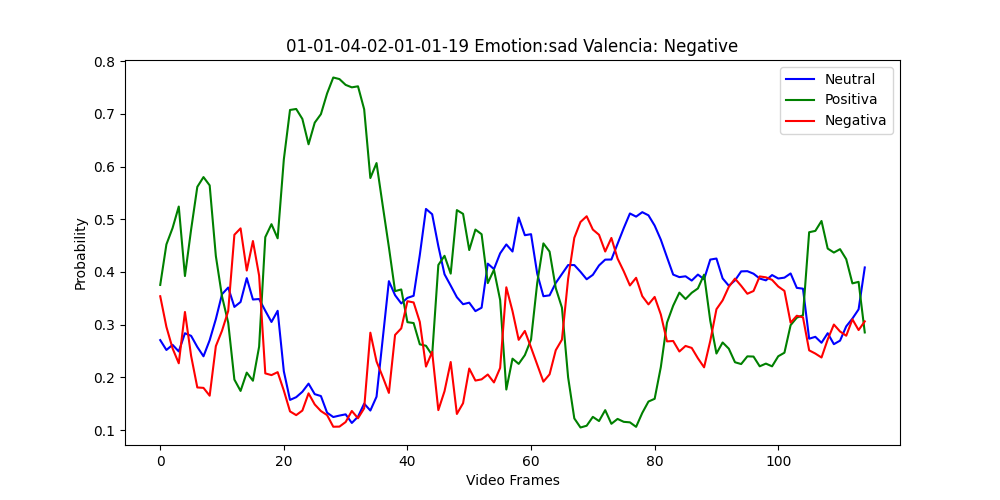 01-01-04-02-01-01-19 Emotion:sad Valencia: Negative
Neutral
Positiva
Negativa
Probability
0.8
0.7
0.6
0.5
0.4
0.3
0.2
0.1
0 20 40 60 80 100
Video Frames